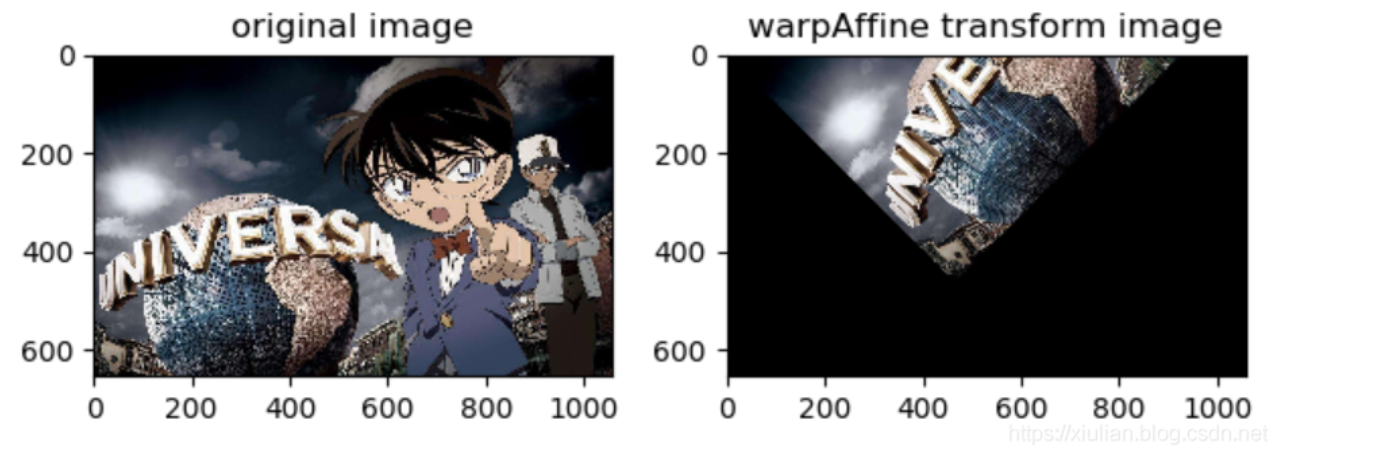 original image
warpAffine transform image
0
200
400
600
0 200 400 600 800 1000
0
200
400
600
0 200 400 600 800 1000
UNIVERSA
UNIVE
https://xiulian.blog.csdn.net